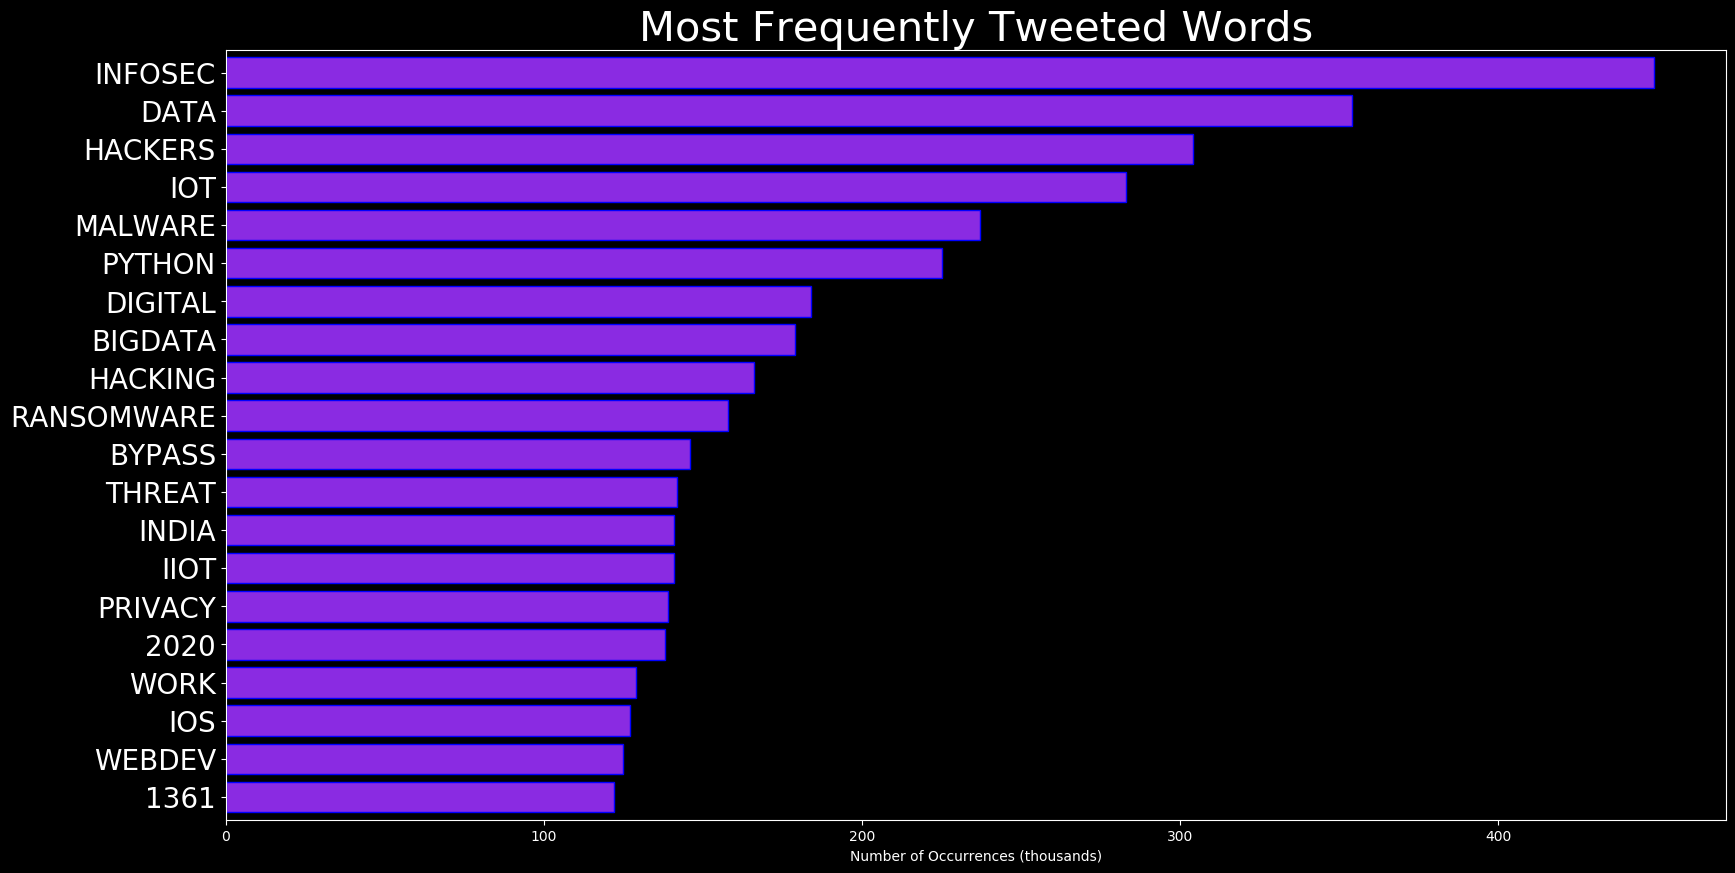 Most Frequently Tweeted Words
INFOSEC
DATA
HACKERS
IOT
MALWARE
PYTHON
DIGITAL
BIGDATA
HACKING
RANSOMWARE
BYPASS
THREAT
INDIA
IIOT
PRIVACY
2020
WORK
IOS
WEBDEV
1361
0 100 200 300 400
Number of Occurrences (thousands)